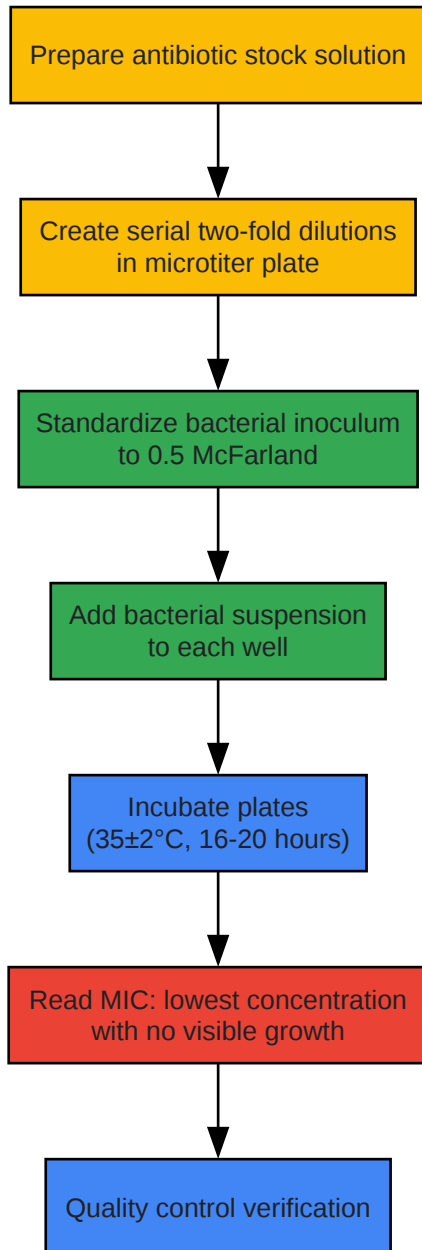 Prepare antibiotic stock solution
Create serial two-fold dilutions
in microtiter plate
Standardize bacterial inoculum
to 0.5 McFarland
Add bacterial suspension
to each well
Incubate plates
(35±2°C, 16-20 hours)
Read MIC: lowest concentration
with no visible growth
Quality control verification